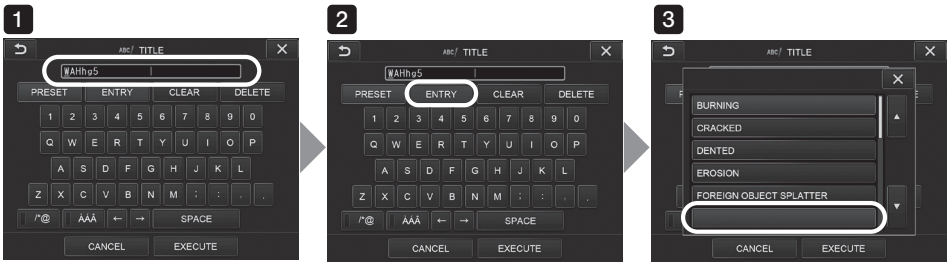 1
ABC/ TITLE
WAHhg5
PRESET ENTRY CLEAR DELETE
1 2 3 4 5 6 7 8 9 0
Q W E R T Y U I O P
A S D F G H J K L
Z X C V B N M : ; , .
/*@ ÀÁÂ ← → SPACE
CANCEL EXECUTE
2
ABC/ TITLE
WAHhg5
PRESET ENTRY CLEAR DELETE
1 2 3 4 5 6 7 8 9 0
Q W E R T Y U I O P
A S D F G H J K L
Z X C V B N M : ; , .
/*@ ÀÁÂ ← → SPACE
CANCEL EXECUTE
3
ABC/ TITLE
BURNING
CRACKED
DENTED
EROSION
FOREIGN OBJECT SPLATTER
CANCEL EXECUTE